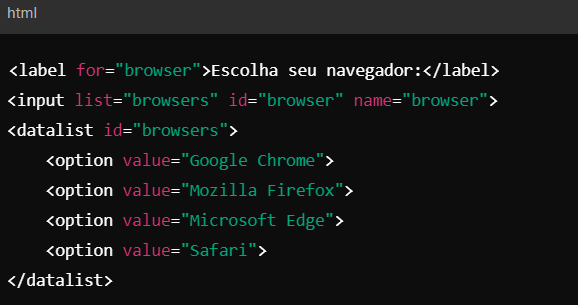 html
<label for="browser">Escolha seu navegador:</label>
<input list="browsers" id="browser" name="browser">
<datalist id="browsers">
    <option value="Google Chrome">
    <option value="Mozilla Firefox">
    <option value="Microsoft Edge">
    <option value="Safari">
</datalist>